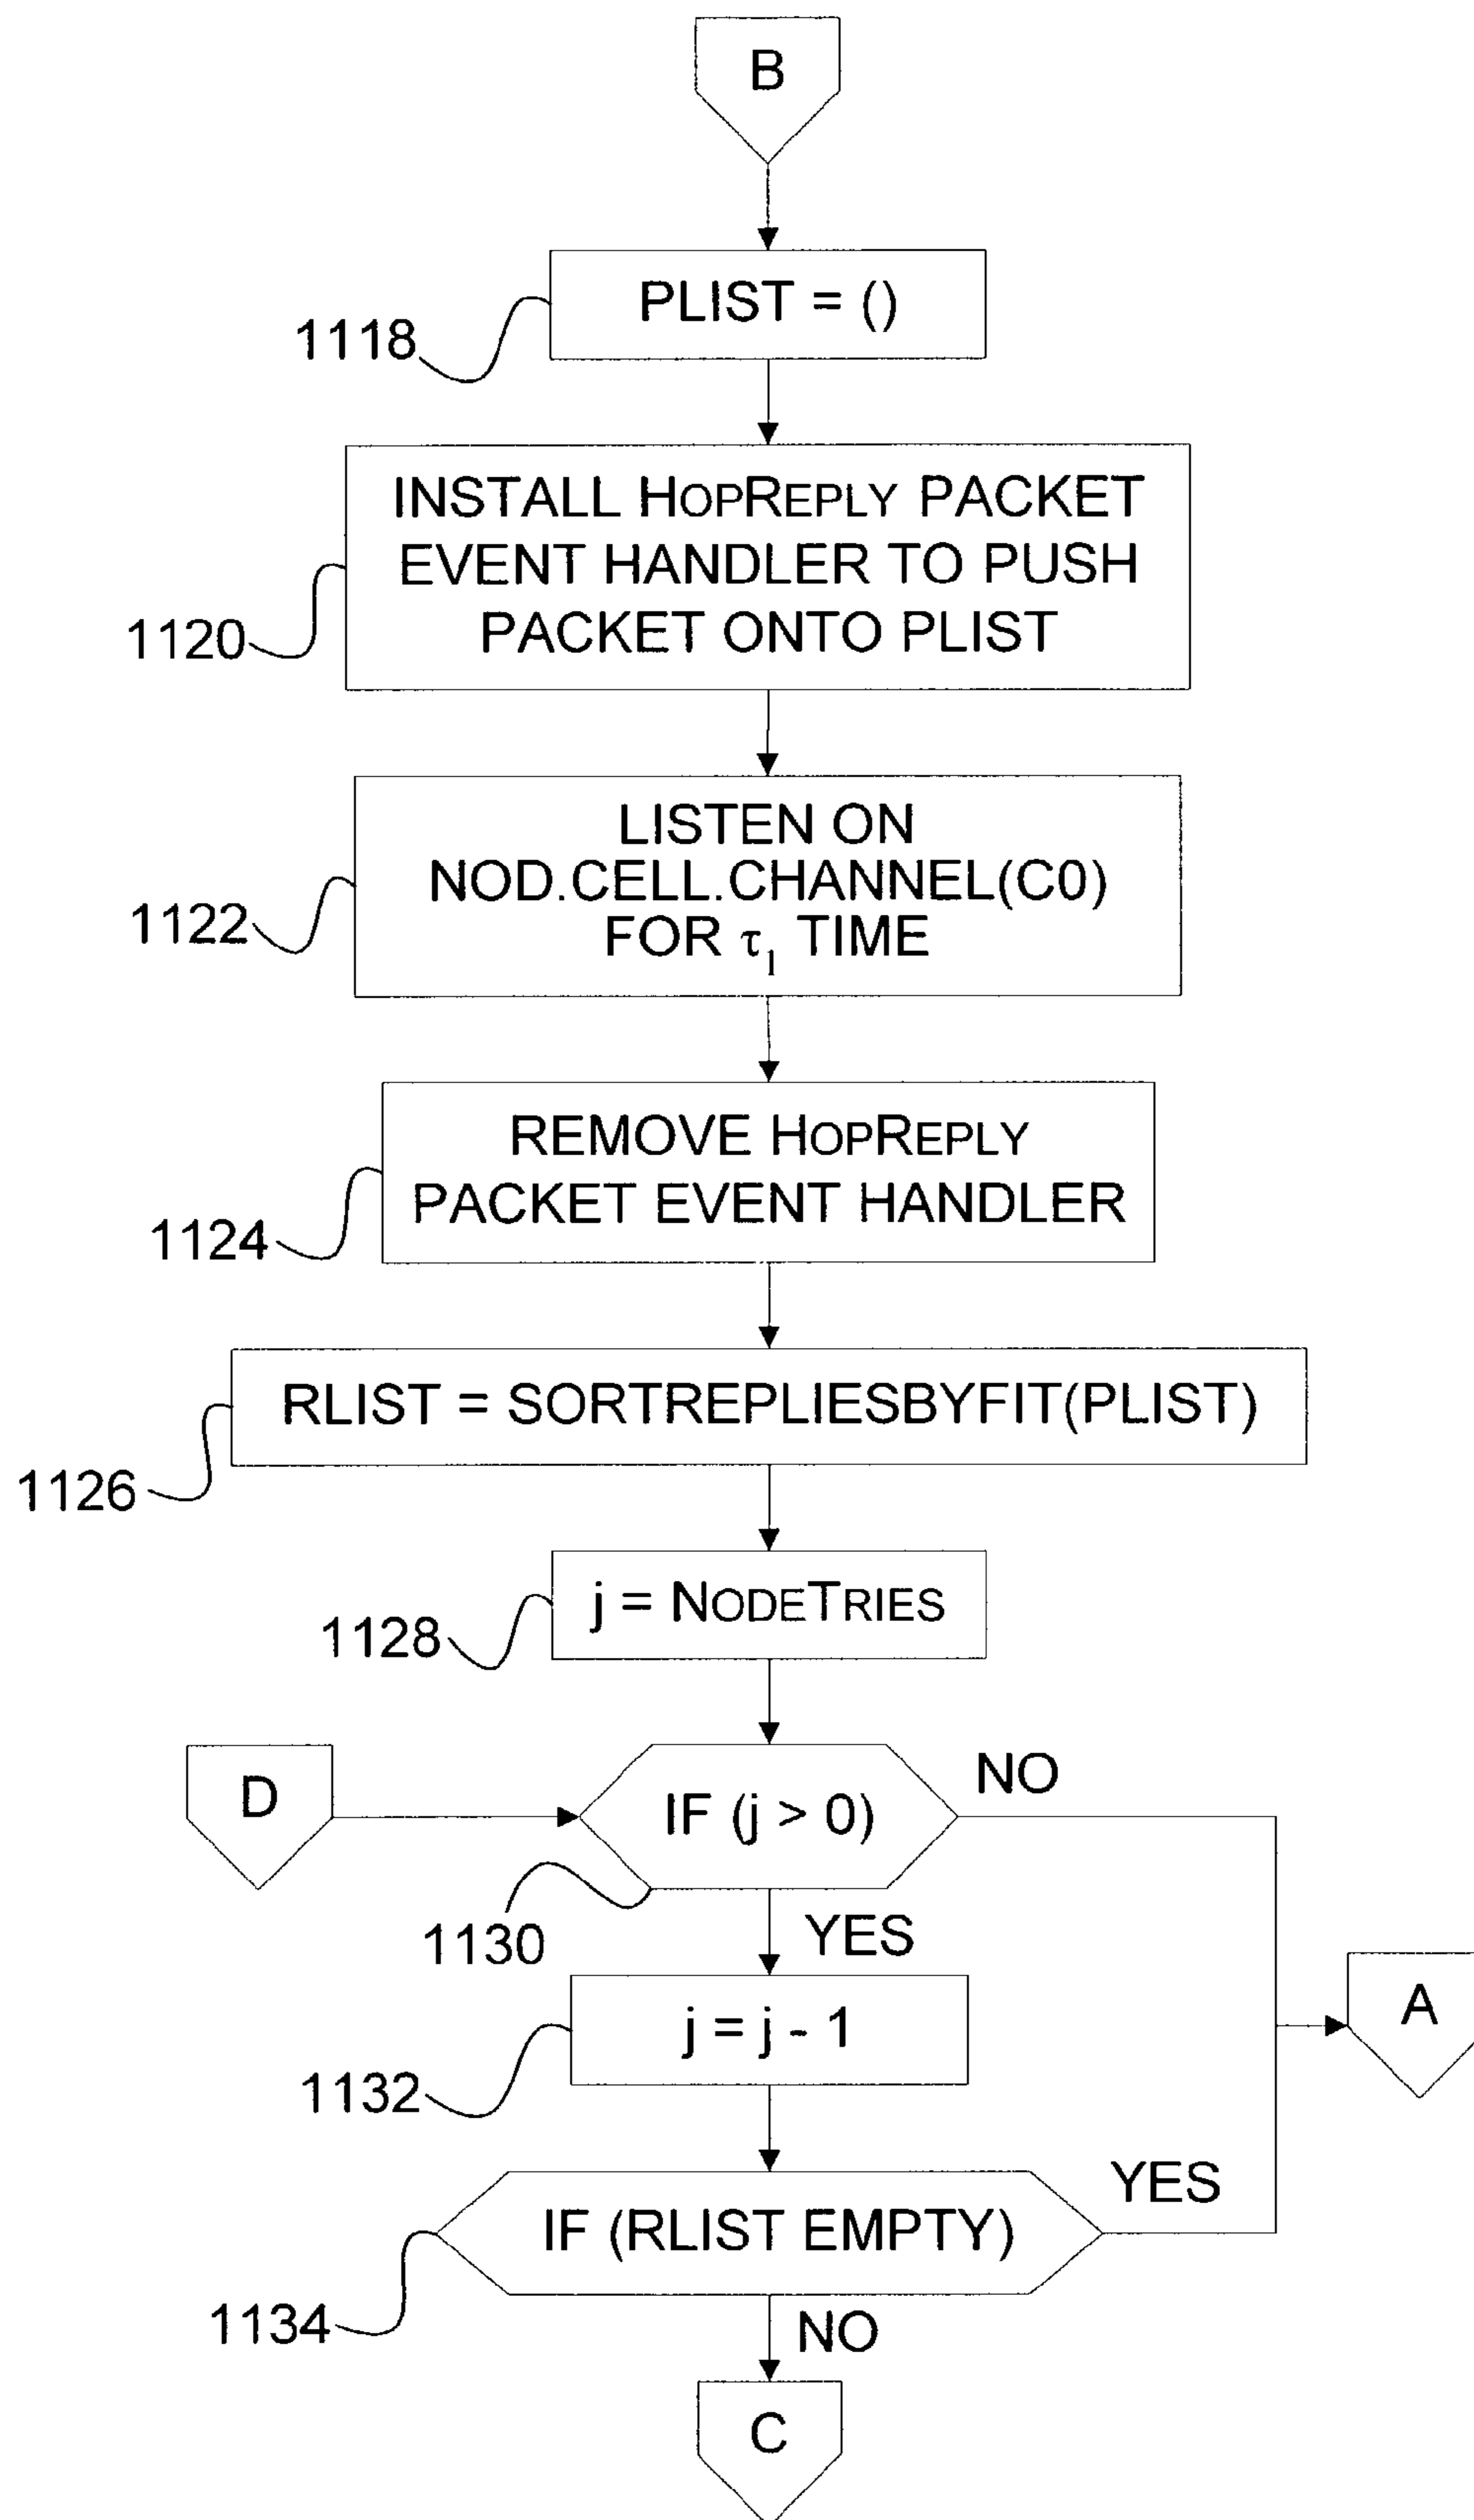 B
PLIST = ()
1118
INSTALL HOPREPLY PACKET
EVENT HANDLER TO PUSH
PACKET ONTO PLIST
1120
LISTEN ON
NOD.CELL.CHANNEL(C0)
FOR τ1 TIME
1122
REMOVE HOPREPLY
PACKET EVENT HANDLER
1124
RLIST = SORTREPLIESBYFIT(PLIST)
1126
j = NODETRIES
1128
D
IF (j > 0)
NO
1130
YES
j = j - 1
A
1132
YES
IF (RLIST EMPTY)
1134
NO
C